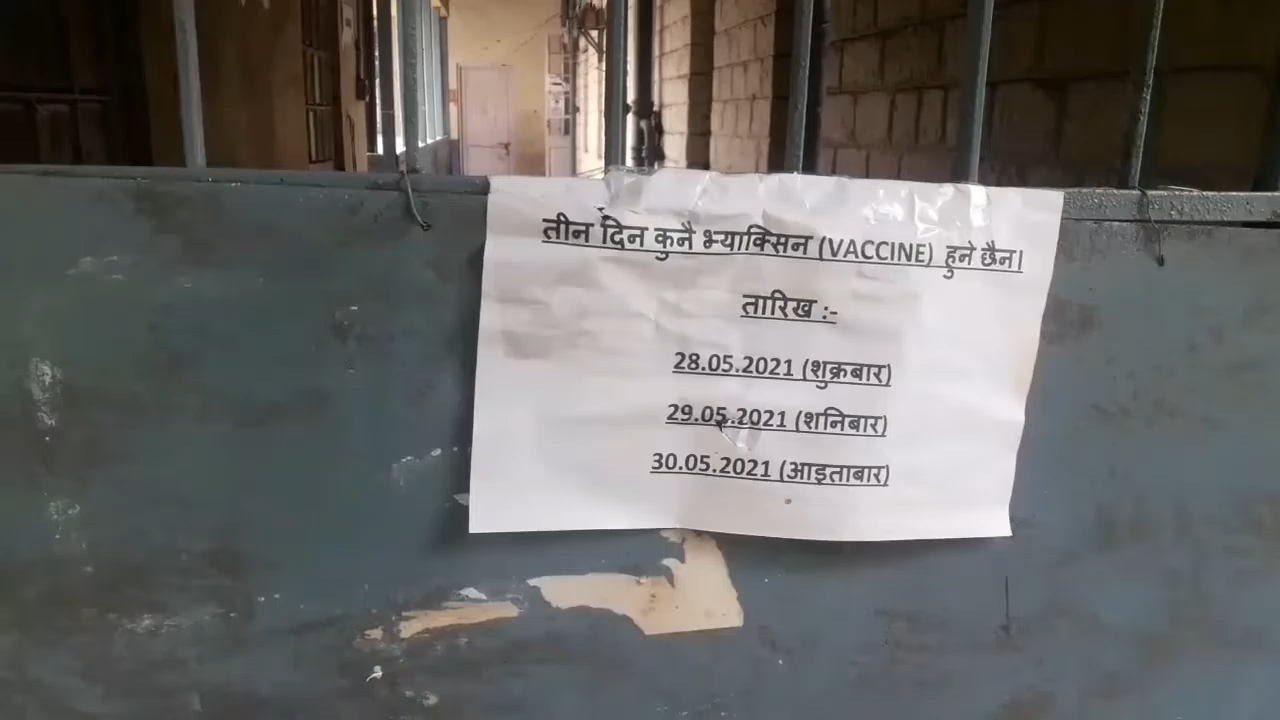 तीन दिन कुनै भ्याक्सिन (VACCINE) हुने छैन।
तारिख :-
28.05.2021 (शुक्रबार)
29.05.2021 (शनिबार)
30.05.2021 (आइताबार)